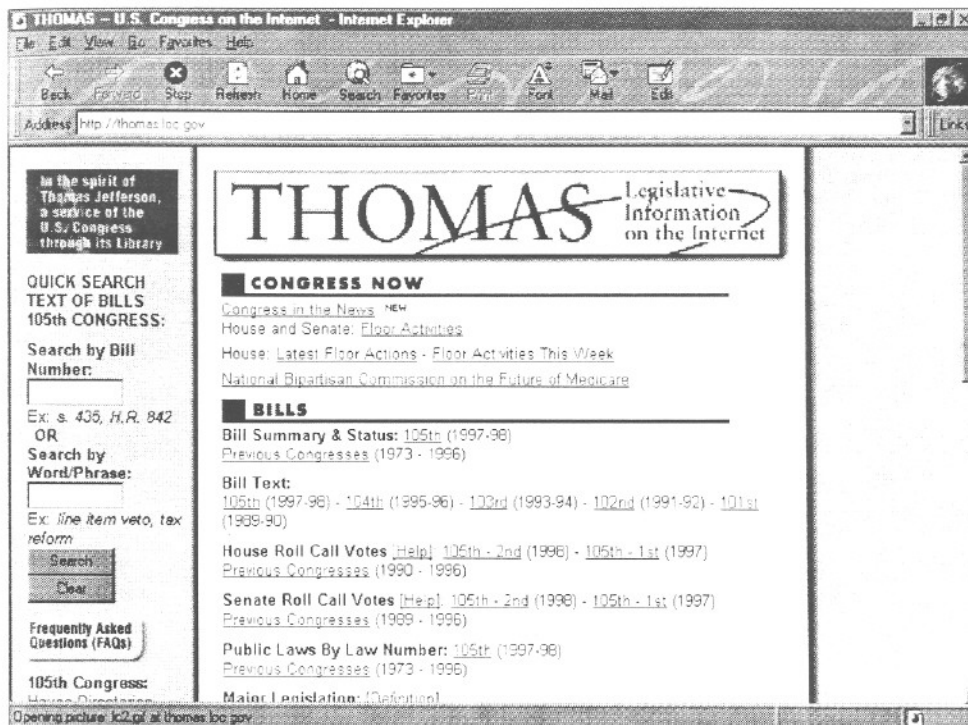 THOMAS -- U.S. Congress on the Internet - Internet Explorer
File Edit View Go Favorites Help
Back Forward Stop Refresh Home Search Favorites Print Font Mail Edit
Address http://thomas.loc.gov Links
In the spirit of
Thomas Jefferson,
a service of the
U.S. Congress
through its Library
QUICK SEARCH
TEXT OF BILLS
105th CONGRESS:
Search by Bill
Number:
Ex: s. 435, H.R. 842
OR
Search by
Word/Phrase:
Ex: line item veto, tax
reform
Search
Clear
Frequently Asked
Questions (FAQs)
105th Congress:
House Directories
THOMAS
Legislative
Information
on the Internet
CONGRESS NOW
Congress in the News NEW
House and Senate: Floor Activities
House: Latest Floor Actions - Floor Activities This Week
National Bipartisan Commission on the Future of Medicare
BILLS
Bill Summary & Status: 105th (1997-98)
Previous Congresses (1973 - 1996)
Bill Text:
105th (1997-98) - 104th (1995-96) - 103rd (1993-94) - 102nd (1991-92) - 101st
(1989-90)
House Roll Call Votes [Help]: 105th - 2nd (1998) - 105th - 1st (1997)
Previous Congresses (1990 - 1996)
Senate Roll Call Votes [Help]: 105th - 2nd (1998) - 105th - 1st (1997)
Previous Congresses (1989 - 1996)
Public Laws By Law Number: 105th (1997-98)
Previous Congresses (1973 - 1996)
Major Legislation: [Definition]
Opening picture: lc2.gif at thomas.loc.gov